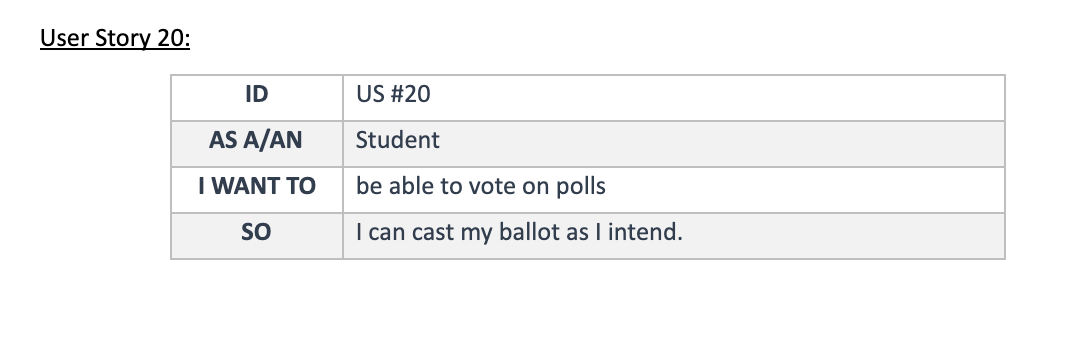 User Story 20:
ID US #20
AS A/AN Student
I WANT TO be able to vote on polls
SO I can cast my ballot as I intend.